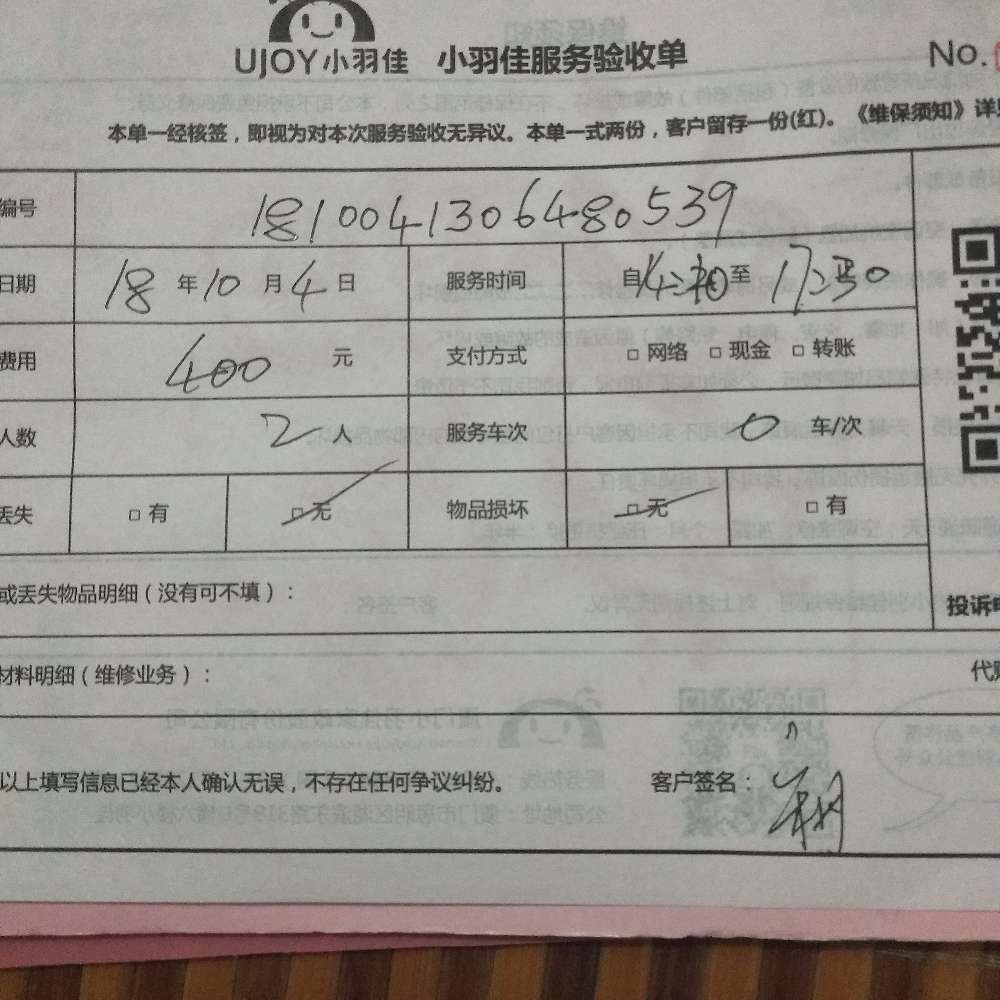 UJOY小羽佳 小羽佳服务验收单 No.
本单一经核签，即视为对本次服务验收无异议。本单一式两份，客户留存一份(红)。《维保须知》详
编号 1810041306480539
日期 18 年 10 月 4 日 服务时间 自 14:30 至 17:30
费用 400 元 支付方式 □ 网络 □ 现金 □ 转账
人数 2 人 服务车次 0 车/次
丢失 □ 有 □ 无 物品损坏 □ 无 □ 有
或丢失物品明细（没有可不填）：
投诉
材料明细（维修业务）： 代
以上填写信息已经本人确认无误，不存在任何争议纠纷。 客户签名：